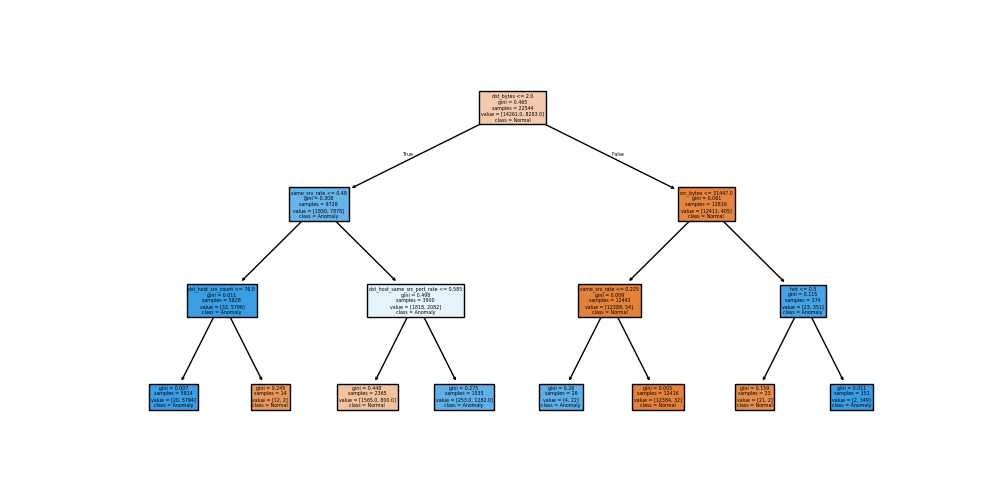 dst_bytes <= 2.0
gini = 0.465
samples = 22544
value = [14261.0, 8283.0]
class = Normal
True
False
same_srv_rate <= 0.49
gini = 0.308
samples = 9728
value = [1850, 7878]
class = Anomaly
src_bytes <= 31447.0
gini = 0.061
samples = 12816
value = [12411, 405]
class = Normal
dst_host_srv_count <= 76.0
gini = 0.011
samples = 5828
value = [32, 5796]
class = Anomaly
dst_host_same_src_port_rate <= 0.585
gini = 0.498
samples = 3900
value = [1818, 2082]
class = Anomaly
same_srv_rate <= 0.225
gini = 0.009
samples = 12442
value = [12388, 54]
class = Normal
hot <= 0.5
gini = 0.115
samples = 374
value = [23, 351]
class = Anomaly
gini = 0.007
samples = 5814
value = [20, 5794]
class = Anomaly
gini = 0.245
samples = 14
value = [12, 2]
class = Normal
gini = 0.448
samples = 2365
value = [1565.0, 800.0]
class = Normal
gini = 0.275
samples = 1535
value = [253.0, 1282.0]
class = Anomaly
gini = 0.26
samples = 26
value = [4, 22]
class = Anomaly
gini = 0.005
samples = 12416
value = [12384, 32]
class = Normal
gini = 0.159
samples = 23
value = [21, 2]
class = Normal
gini = 0.011
samples = 351
value = [2, 349]
class = Anomaly